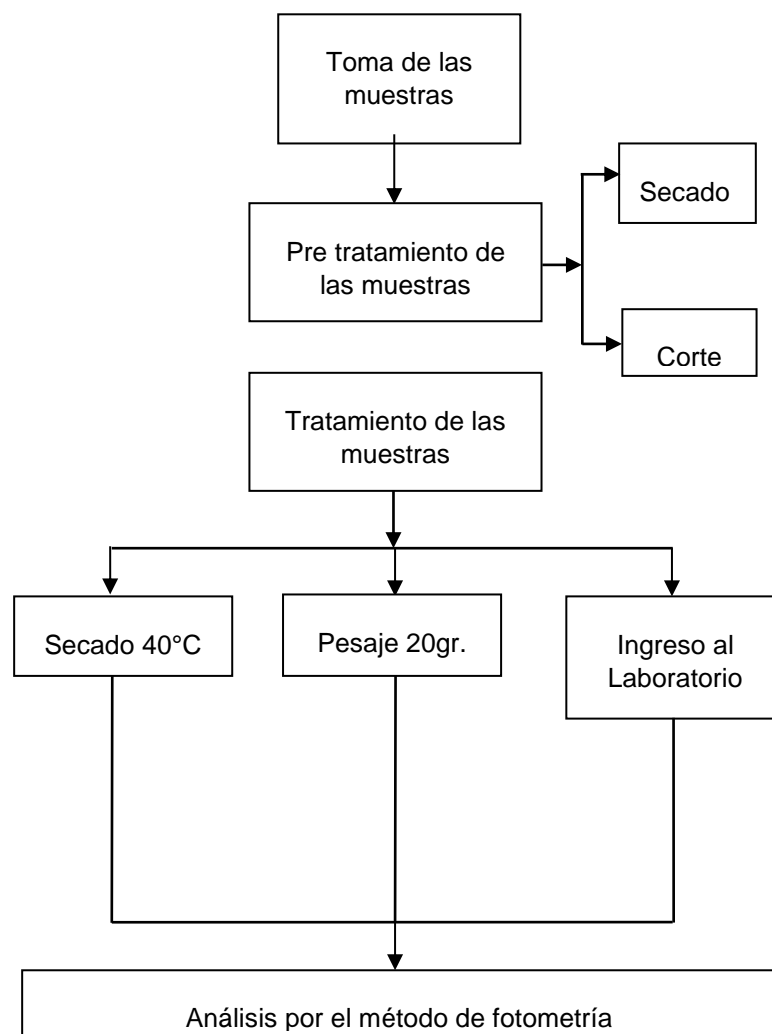 Toma de las
muestras
Secado
Pre tratamiento de
las muestras
Corte
Tratamiento de las
muestras
Secado 40°C
Pesaje 20gr.
Ingreso al
Laboratorio
Análisis por el método de fotometría